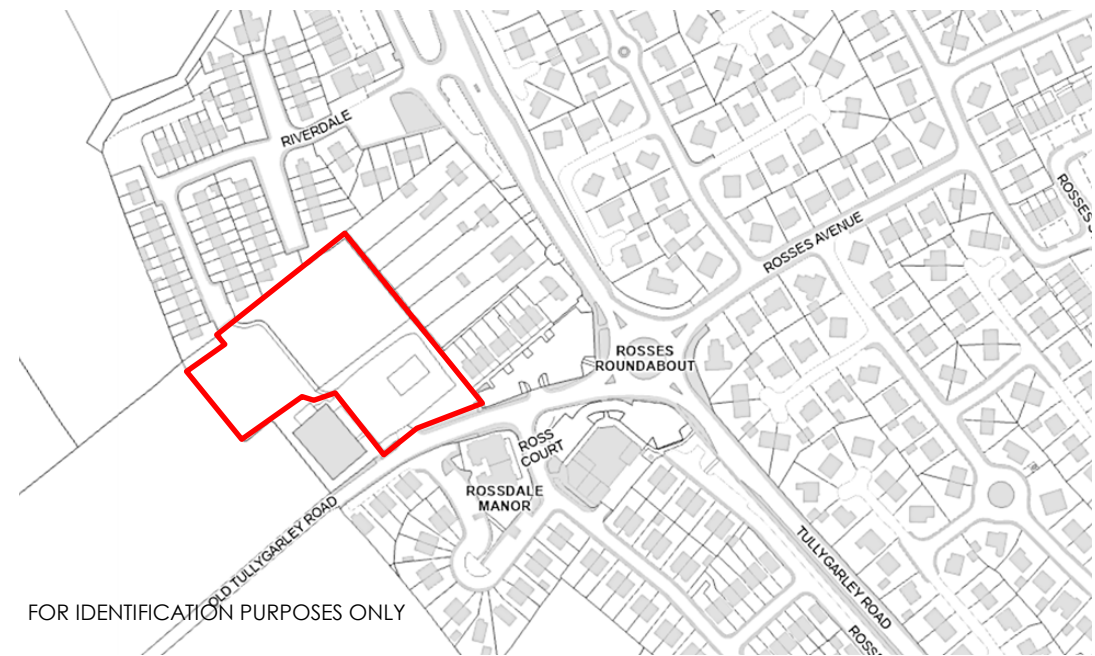 RIVERDALE
ROSSES AVENUE
ROSSES
ROSSES
ROUNDABOUT
ROSS
COURT
ROSSDALE
MANOR
OLD TULLYGARLEY ROAD
TULLYGARLEY ROAD
FOR IDENTIFICATION PURPOSES ONLY